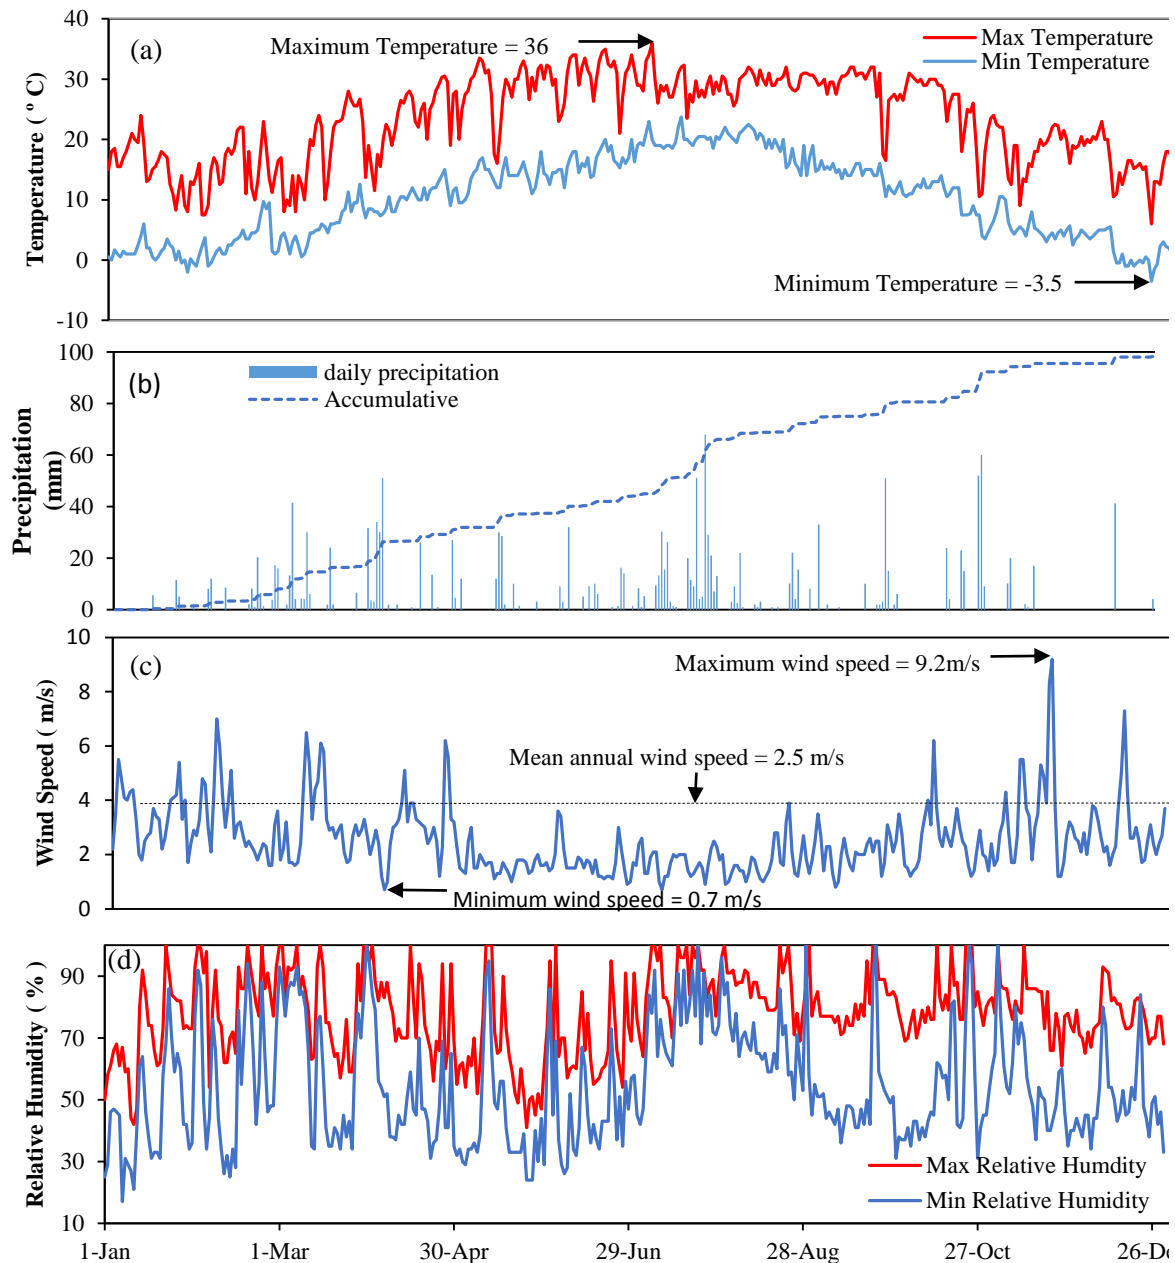 40
(a)
Maximum Temperature = 36
Max Temperature
Min Temperature
30
20
10
0
-10
Temperature ( º C)
Minimum Temperature = -3.5
100
(b)
daily precipitation
Accumulative
80
60
40
20
0
Precipitation
(mm)
10
(c)
Maximum wind speed = 9.2m/s
8
6
Mean annual wind speed = 2.5 m/s
4
2
0
Wind Speed ( m/s)
Minimum wind speed = 0.7 m/s
(d)
90
70
50
30
10
Relative Humidity ( %)
Max Relative Humdity
Min Relative Humidity
1-Jan
1-Mar
30-Apr
29-Jun
28-Aug
27-Oct
26-De